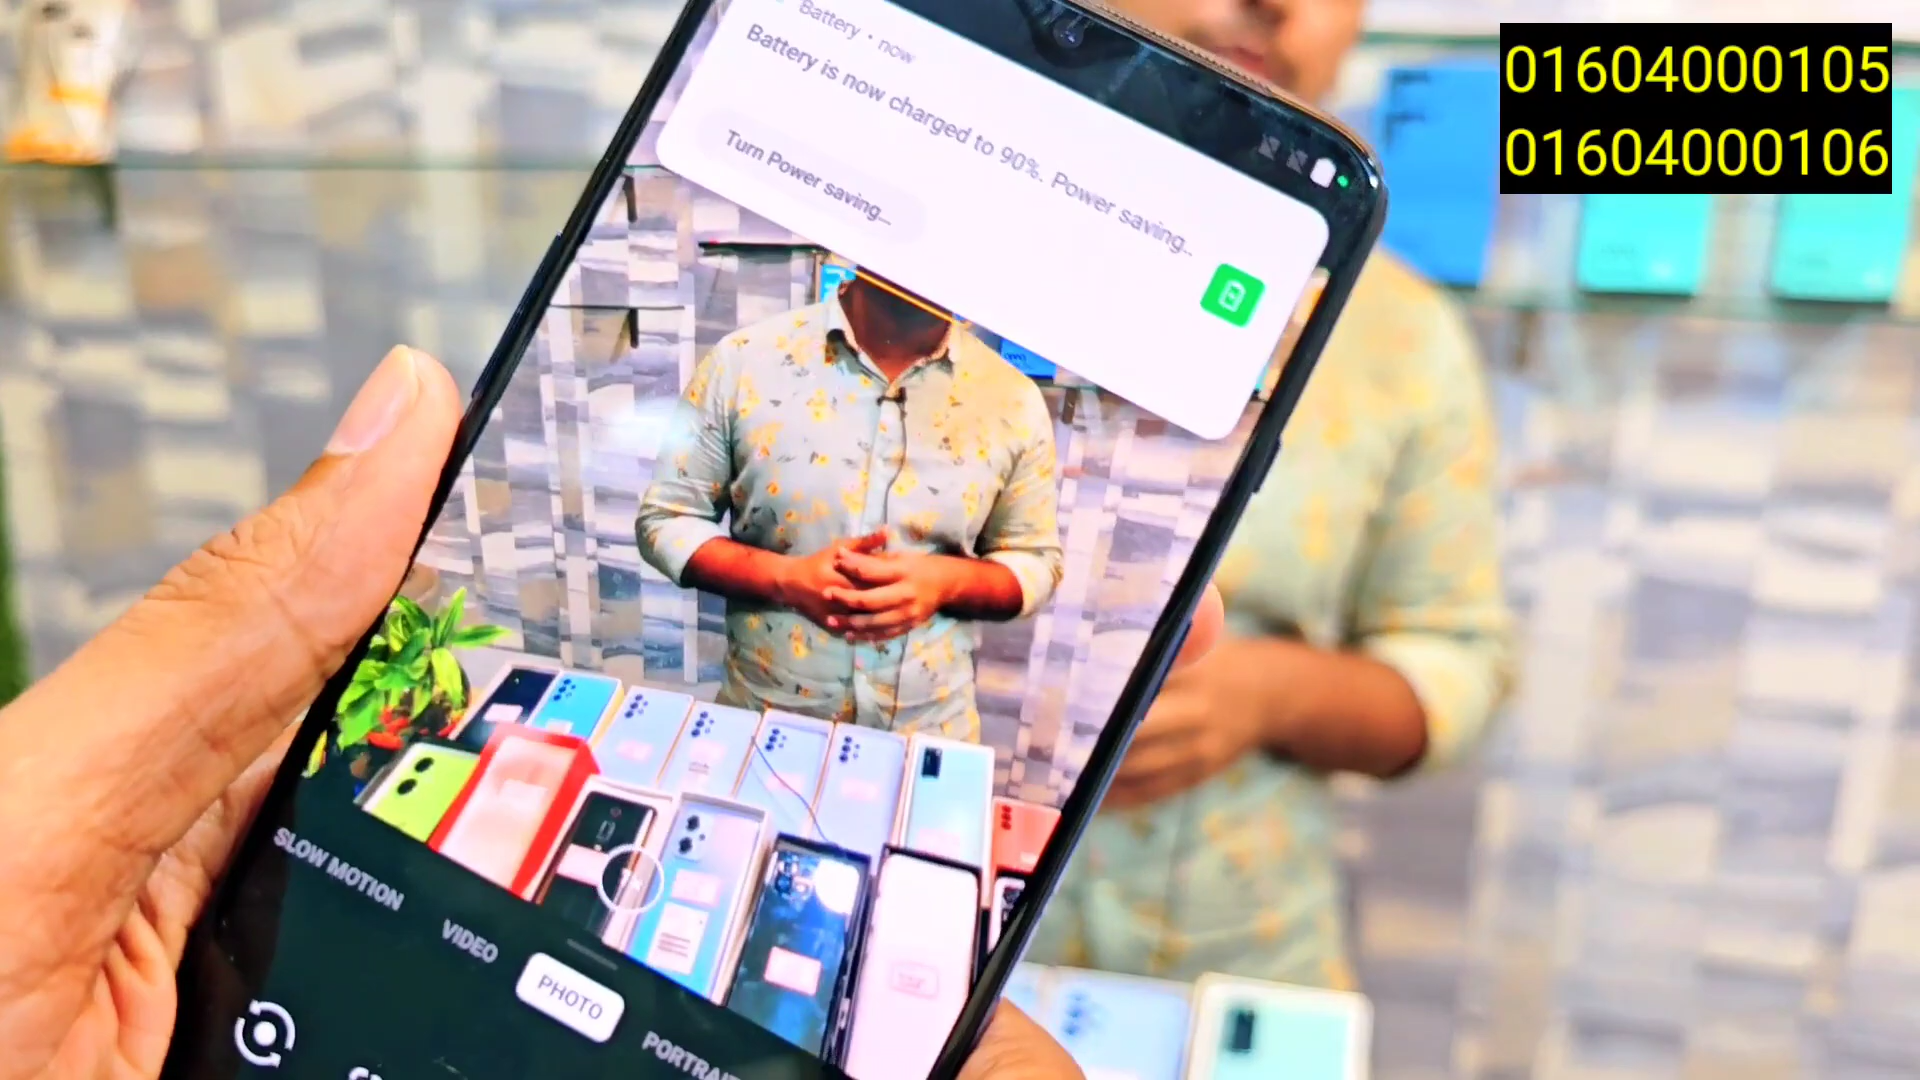 Battery • now
Battery is now charged to 90%. Power saving..
Turn Power saving...
01604000105
01604000106
oppo
SLOW MOTION
VIDEO
PHOTO
PORTRAIT